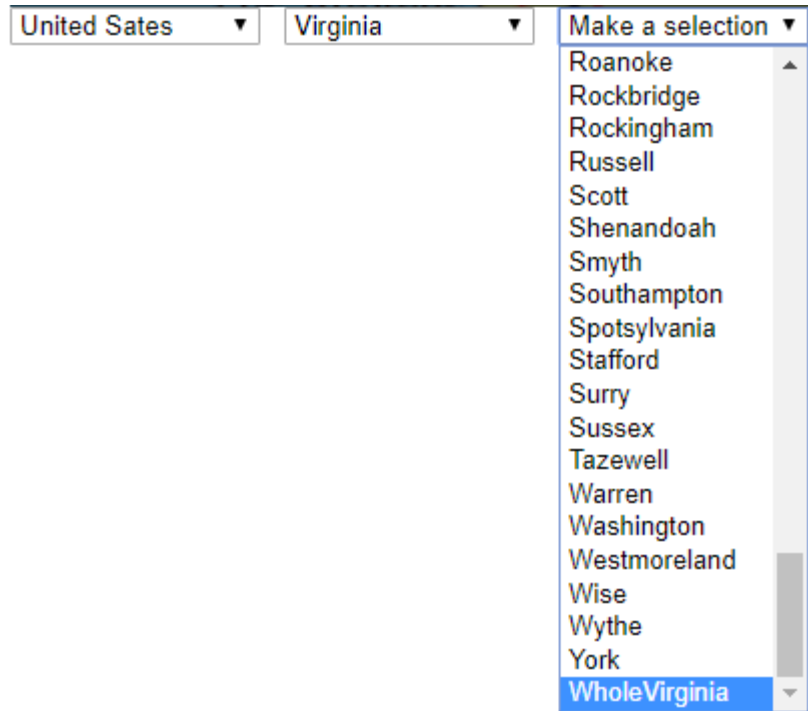 United Sates Virginia Make a selection
Roanoke
Rockbridge
Rockingham
Russell
Scott
Shenandoah
Smyth
Southampton
Spotsylvania
Stafford
Surry
Sussex
Tazewell
Warren
Washington
Westmoreland
Wise
Wythe
York
WholeVirginia